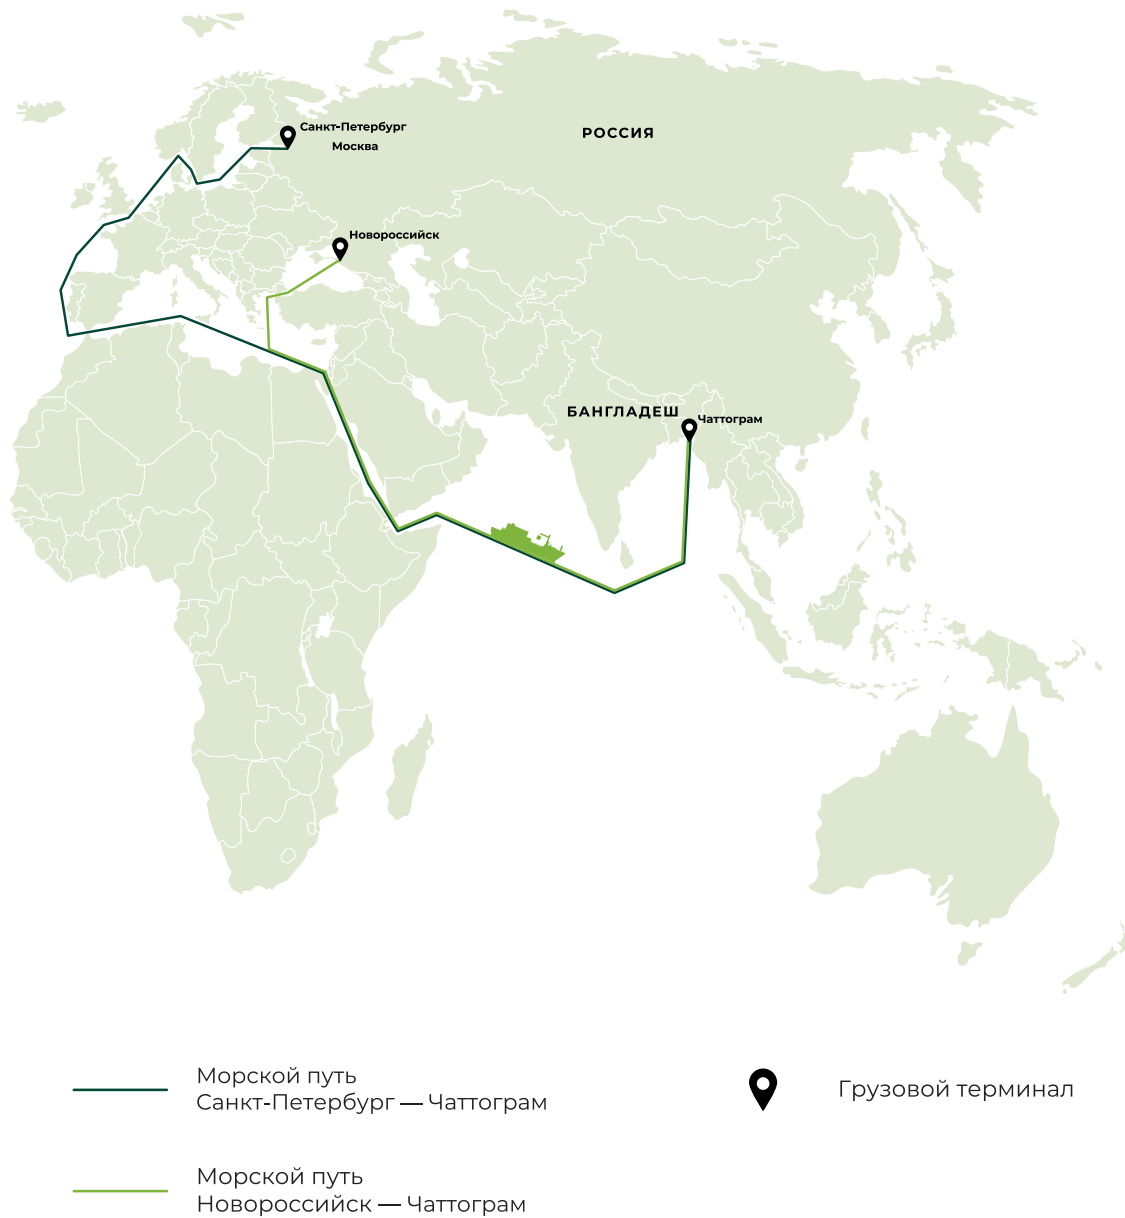 Санкт-Петербург
РОССИЯ
Москва
Новороссийск
БАНГЛАДЕШ
Чаттограм
Морской путь
Санкт-Петербург — Чаттограм
Грузовой терминал
Морской путь
Новороссийск — Чаттограм